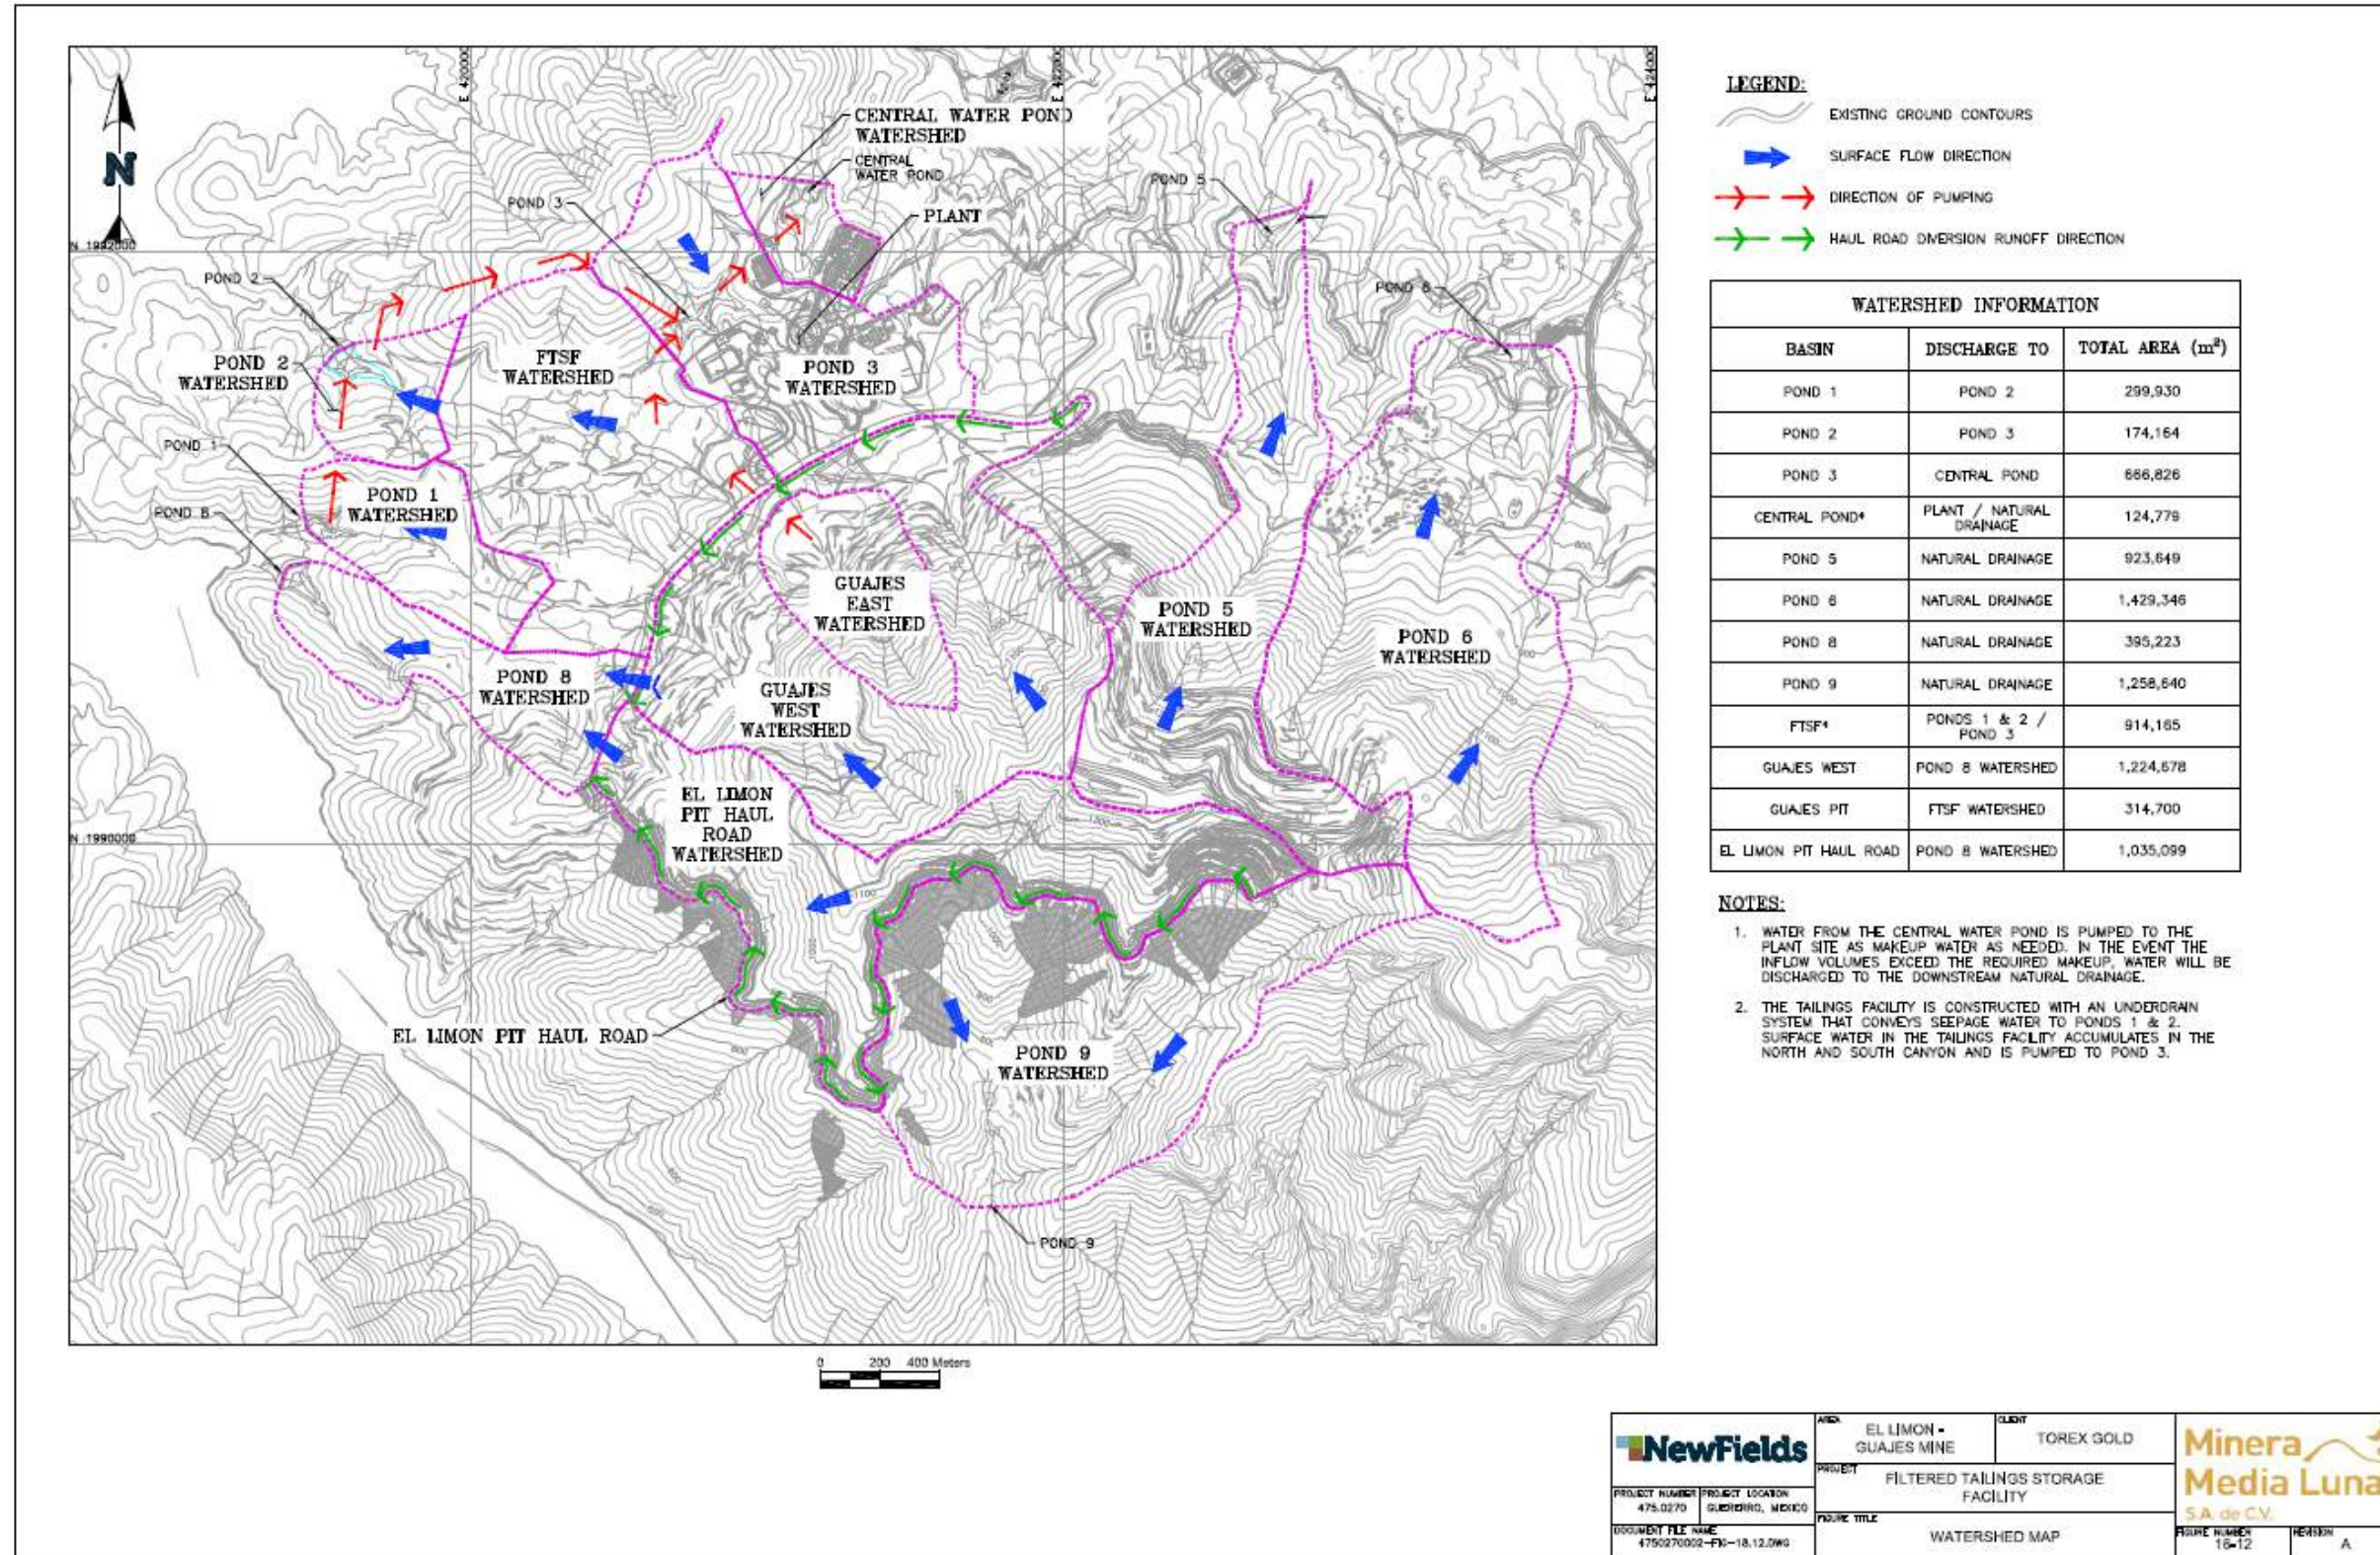 E 420000
E 422000
E 424000
CENTRAL WATER POND
WATERSHED
CENTRAL
WATER POND
N
POND 3
POND 5
PLANT
N 1992000
POND 2
POND 2
WATERSHED
FTSF
WATERSHED
POND 3
WATERSHED
POND 1
POND 1
WATERSHED
POND 8
GUAJES
EAST
WATERSHED
POND 5
WATERSHED
POND 6
WATERSHED
POND 8
WATERSHED
GUAJES
WEST
WATERSHED
EL LIMON
PIT HAUL
ROAD
WATERSHED
N 1990000
EL LIMON PIT HAUL ROAD
POND 9
WATERSHED
POND 9
0 200 400 Meters
LEGEND:
EXISTING GROUND CONTOURS
SURFACE FLOW DIRECTION
DIRECTION OF PUMPING
HAUL ROAD DIVERSION RUNOFF DIRECTION
WATERSHED INFORMATION
BASIN DISCHARGE TO TOTAL AREA (m²)
POND 1 POND 2 299,930
POND 2 POND 3 174,164
POND 3 CENTRAL POND 666,826
CENTRAL POND* PLANT / NATURAL DRAINAGE 124,779
POND 5 NATURAL DRAINAGE 923,649
POND 6 NATURAL DRAINAGE 1,429,346
POND 8 NATURAL DRAINAGE 395,223
POND 9 NATURAL DRAINAGE 1,258,640
FTSF* PONDS 1 & 2 / POND 3 914,165
GUAJES WEST POND 8 WATERSHED 1,224,678
GUAJES PIT FTSF WATERSHED 314,700
EL LIMON PIT HAUL ROAD POND 8 WATERSHED 1,035,099
NOTES:
1. WATER FROM THE CENTRAL WATER POND IS PUMPED TO THE
PLANT SITE AS MAKEUP WATER AS NEEDED. IN THE EVENT THE
INFLOW VOLUMES EXCEED THE REQUIRED MAKEUP, WATER WILL BE
DISCHARGED TO THE DOWNSTREAM NATURAL DRAINAGE.
2. THE TAILINGS FACILITY IS CONSTRUCTED WITH AN UNDERDRAIN
SYSTEM THAT CONVEYS SEEPAGE WATER TO PONDS 1 & 2.
SURFACE WATER IN THE TAILINGS FACILITY ACCUMULATES IN THE
NORTH AND SOUTH CANYON AND IS PUMPED TO POND 3.
NewFields
PROJECT NUMBER
475.0270
PROJECT LOCATION
GUERERRO, MEXICO
DOCUMENT FILE NAME
4750270002-FIG-18.12.DWG
AREA
EL LIMON -
GUAJES MINE
CLIENT
TOREX GOLD
PROJECT
FILTERED TAILINGS STORAGE
FACILITY
FIGURE TITLE
WATERSHED MAP
Minera
Media Luna
S.A. de C.V.
FIGURE NUMBER
18-12
REVISION
A